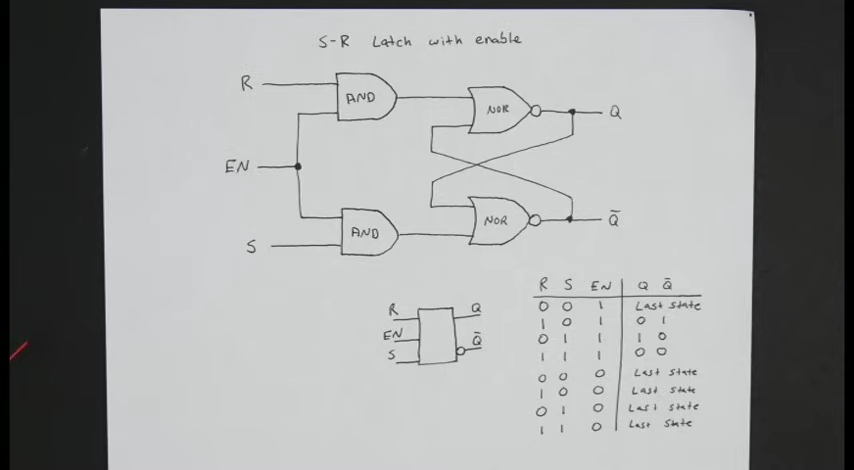 S-R Latch with enable
R
AND
NOR
Q
EN
S
AND
NOR
Q̄
R
EN
S
Q
Q̄
R S EN Q Q̄
0 0 1 Last state
1 0 1 0 1
0 1 1 1 0
1 1 1 0 0
0 0 0 Last state
1 0 0 Last state
0 1 0 Last state
1 1 0 Last state